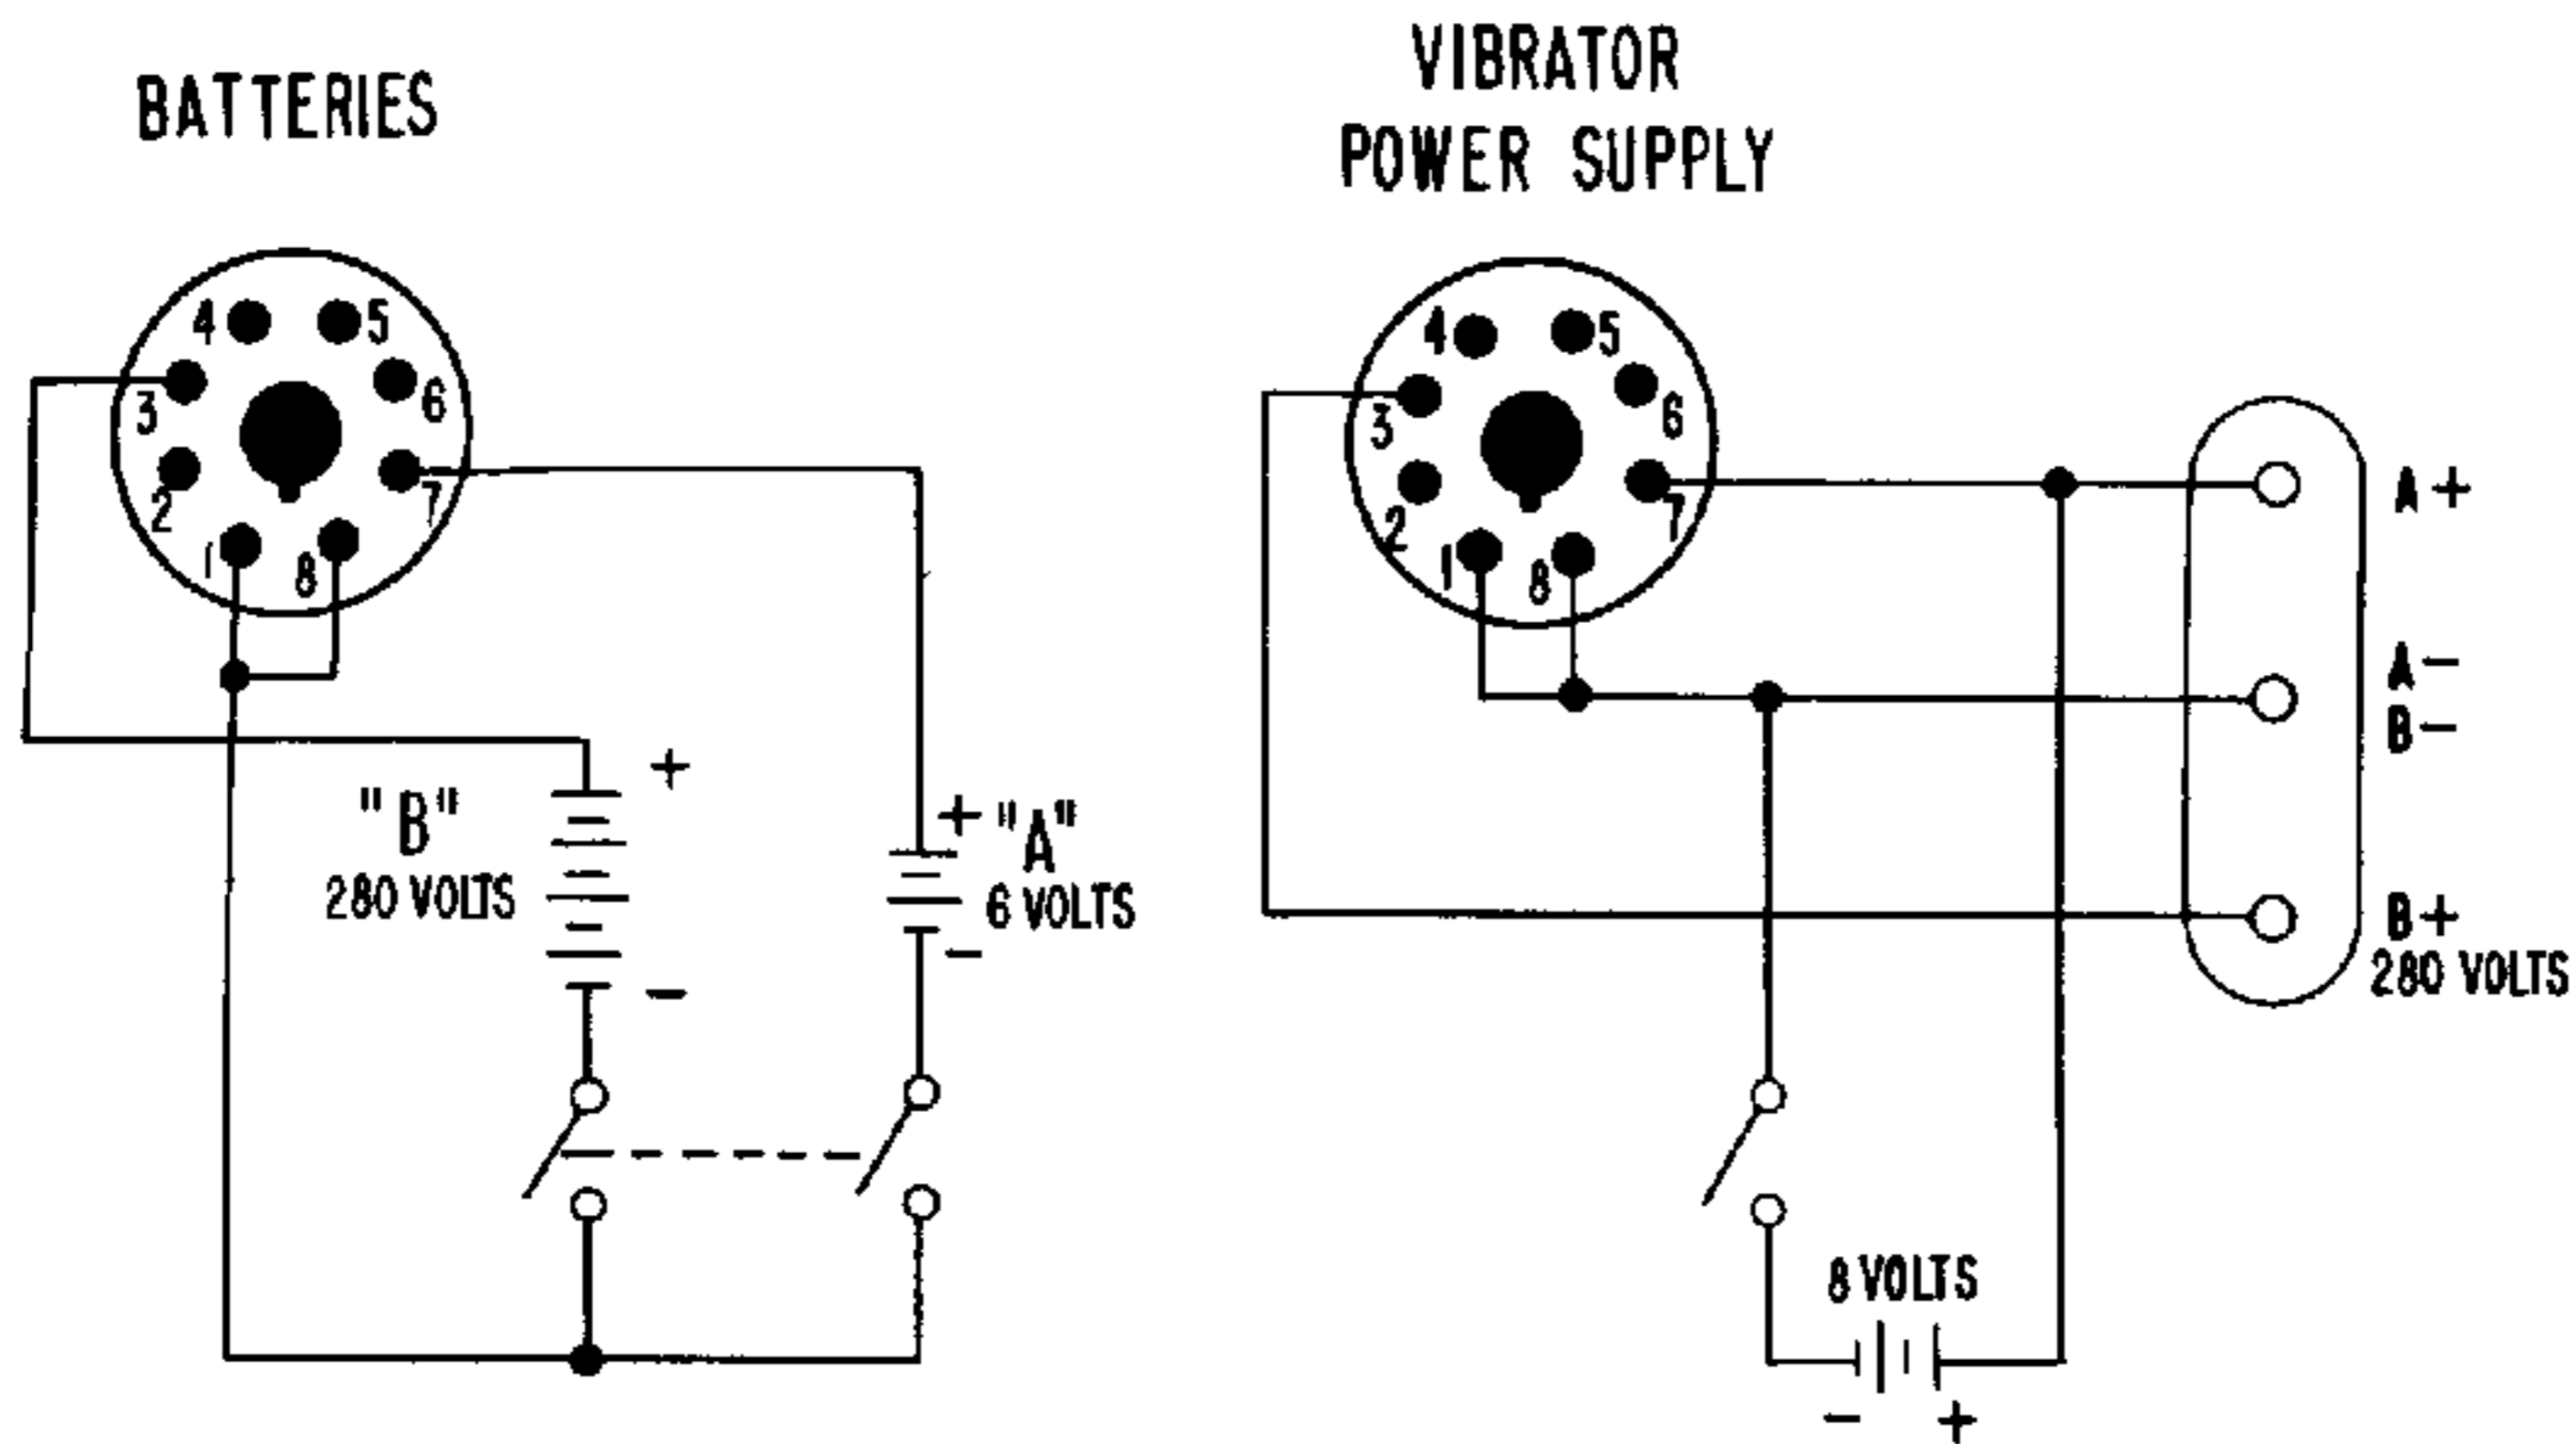 BATTERIES
4 5
3 6
2 7
1 8
+
"B"
280 VOLTS
-
+ "A"
6 VOLTS
-
VIBRATOR
POWER SUPPLY
4 5
3 6
2 7
1 8
A+
A-
B-
B+
280 VOLTS
8 VOLTS
- +